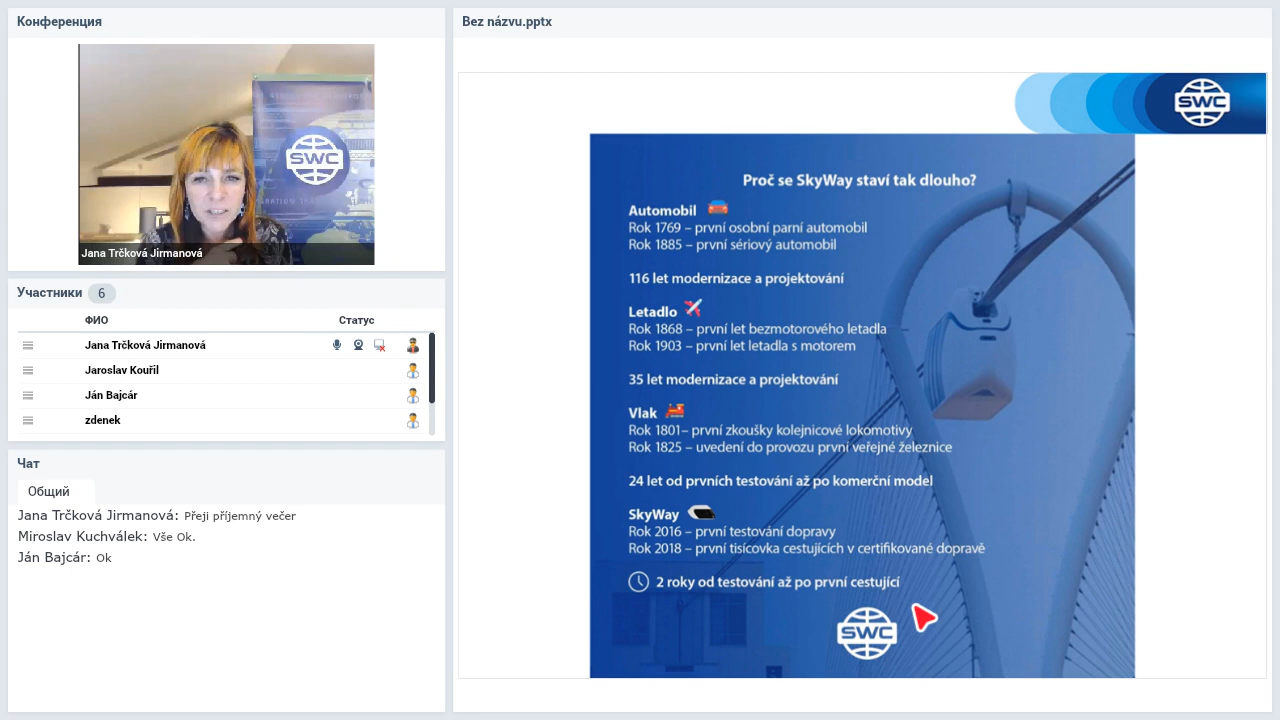 Конференция
SWC
Jana Trčková Jirmanová
Участники 6
ФИО Статус
Jana Trčková Jirmanová
Jaroslav Kouřil
Ján Bajcár
zdenek
Чат
Общий
Jana Trčková Jirmanová: Přeji příjemný večer
Miroslav Kuchválek: Vše Ok.
Ján Bajcár: Ok
Bez názvu.pptx
SWC
Proč se SkyWay staví tak dlouho?
Automobil
Rok 1769 – první osobní parní automobil
Rok 1885 – první sériový automobil
116 let modernizace a projektování
Letadlo
Rok 1868 – první let bezmotorového letadla
Rok 1903 – první let letadla s motorem
35 let modernizace a projektování
Vlak
Rok 1801– první zkoušky kolejnicové lokomotivy
Rok 1825 – uvedení do provozu první veřejné železnice
24 let od prvních testování až po komerční model
SkyWay
Rok 2016 – první testování dopravy
Rok 2018 – první tisícovka cestujících v certifikované dopravě
2 roky od testování až po první cestující
SWC